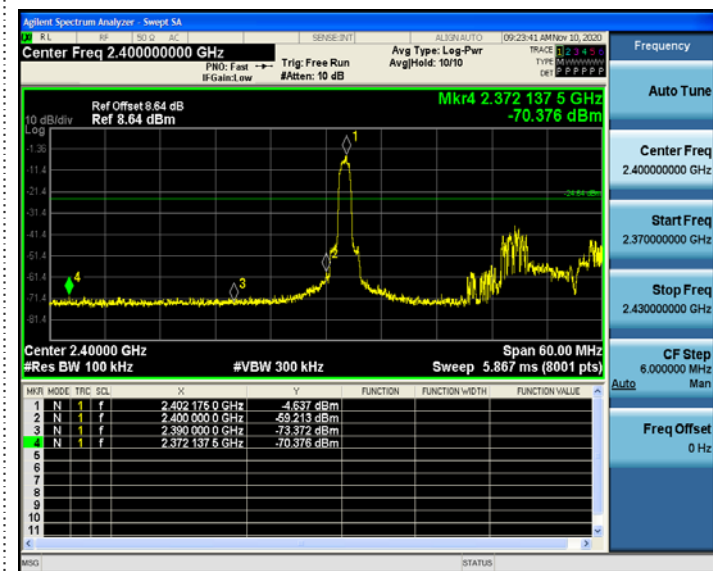 Agilent Spectrum Analyzer - Swept SA
RL RF 50 Ω AC SENSE:INT ALIGN AUTO 09:23:41 AM Nov 10, 2020
Center Freq 2.400000000 GHz
PNO: Fast
IFGain:Low
Trig: Free Run
#Atten: 10 dB
Avg Type: Log-Pwr
Avg|Hold: 10/10
TRACE 1 2 3 4 5 6
TYPE M WWWWW
DET P P P P P P
Ref Offset 8.64 dB
10 dB/div Ref 8.64 dBm
Log
Mkr4 2.372 137 5 GHz
-70.376 dBm
-1.36
-11.4
-21.4
-31.4
-41.4
-51.4
-61.4
-71.4
-81.4
-24.64 dBm
1
2
3
4
Center 2.40000 GHz Span 60.00 MHz
#Res BW 100 kHz #VBW 300 kHz Sweep 5.867 ms (8001 pts)
MKR MODE TRC SCL X Y FUNCTION FUNCTION WIDTH FUNCTION VALUE
1 N 1 f 2.402 175 0 GHz -4.637 dBm
2 N 1 f 2.400 000 0 GHz -59.213 dBm
3 N 1 f 2.390 000 0 GHz -73.372 dBm
4 N 1 f 2.372 137 5 GHz -70.376 dBm
5
6
7
8
9
10
11
MSG STATUS
Frequency
Auto Tune
Center Freq
2.400000000 GHz
Start Freq
2.370000000 GHz
Stop Freq
2.430000000 GHz
CF Step
6.000000 MHz
Auto Man
Freq Offset
0 Hz